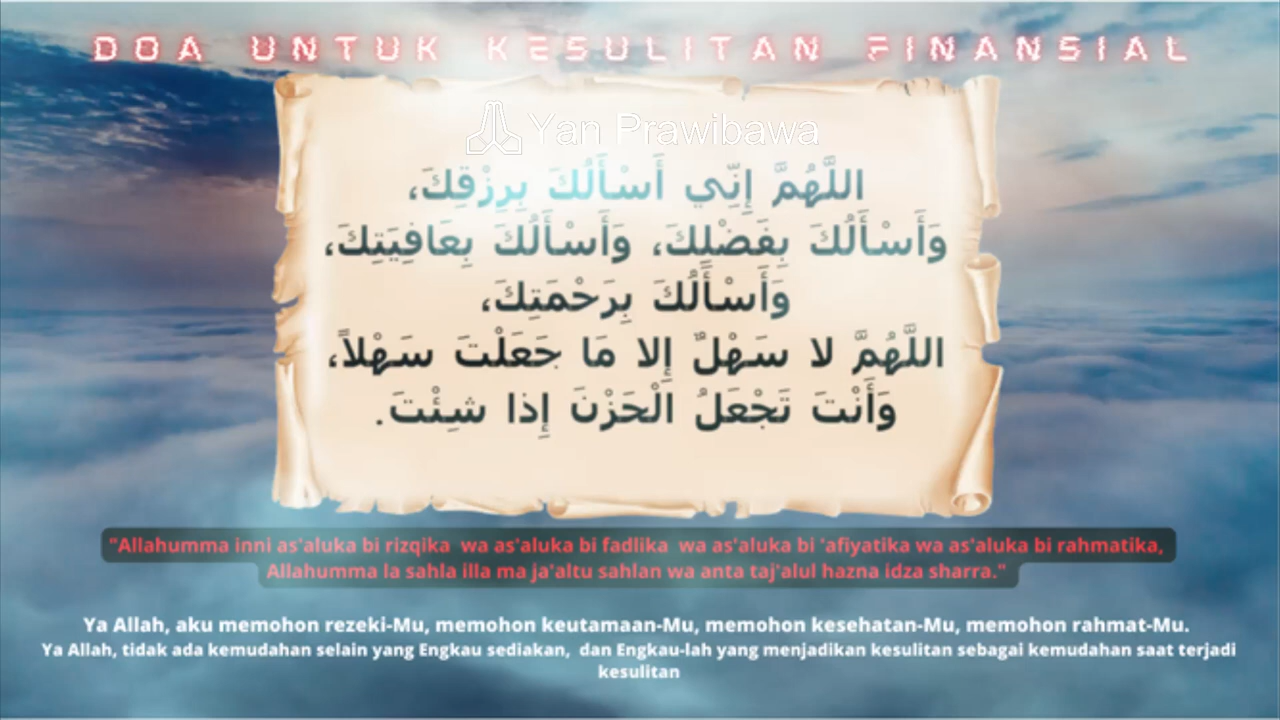 DOA UNTUK KESULITAN FINANSIAL
Yan Prawibawa
اللَّهُمَّ إِنِّي أَسْأَلُكَ بِرِزْقِكَ،
وَأَسْأَلُكَ بِفَضْلِكَ، وَأَسْأَلُكَ بِعَافِيَتِكَ،
وَأَسْأَلُكَ بِرَحْمَتِكَ،
اللَّهُمَّ لا سَهْلٌ إِلا مَا جَعَلْتَ سَهْلاً،
وَأَنْتَ تَجْعَلُ الْحَزْنَ إِذا شِئْتَ.
"Allahumma inni as'aluka bi rizqika wa as'aluka bi fadlika wa as'aluka bi 'afiyatika wa as'aluka bi rahmatika,
Allahumma la sahla illa ma ja'altu sahlan wa anta taj'alul hazna idza sharra."
Ya Allah, aku memohon rezeki-Mu, memohon keutamaan-Mu, memohon kesehatan-Mu, memohon rahmat-Mu.
Ya Allah, tidak ada kemudahan selain yang Engkau sediakan, dan Engkau-lah yang menjadikan kesulitan sebagai kemudahan saat terjadi
kesulitan